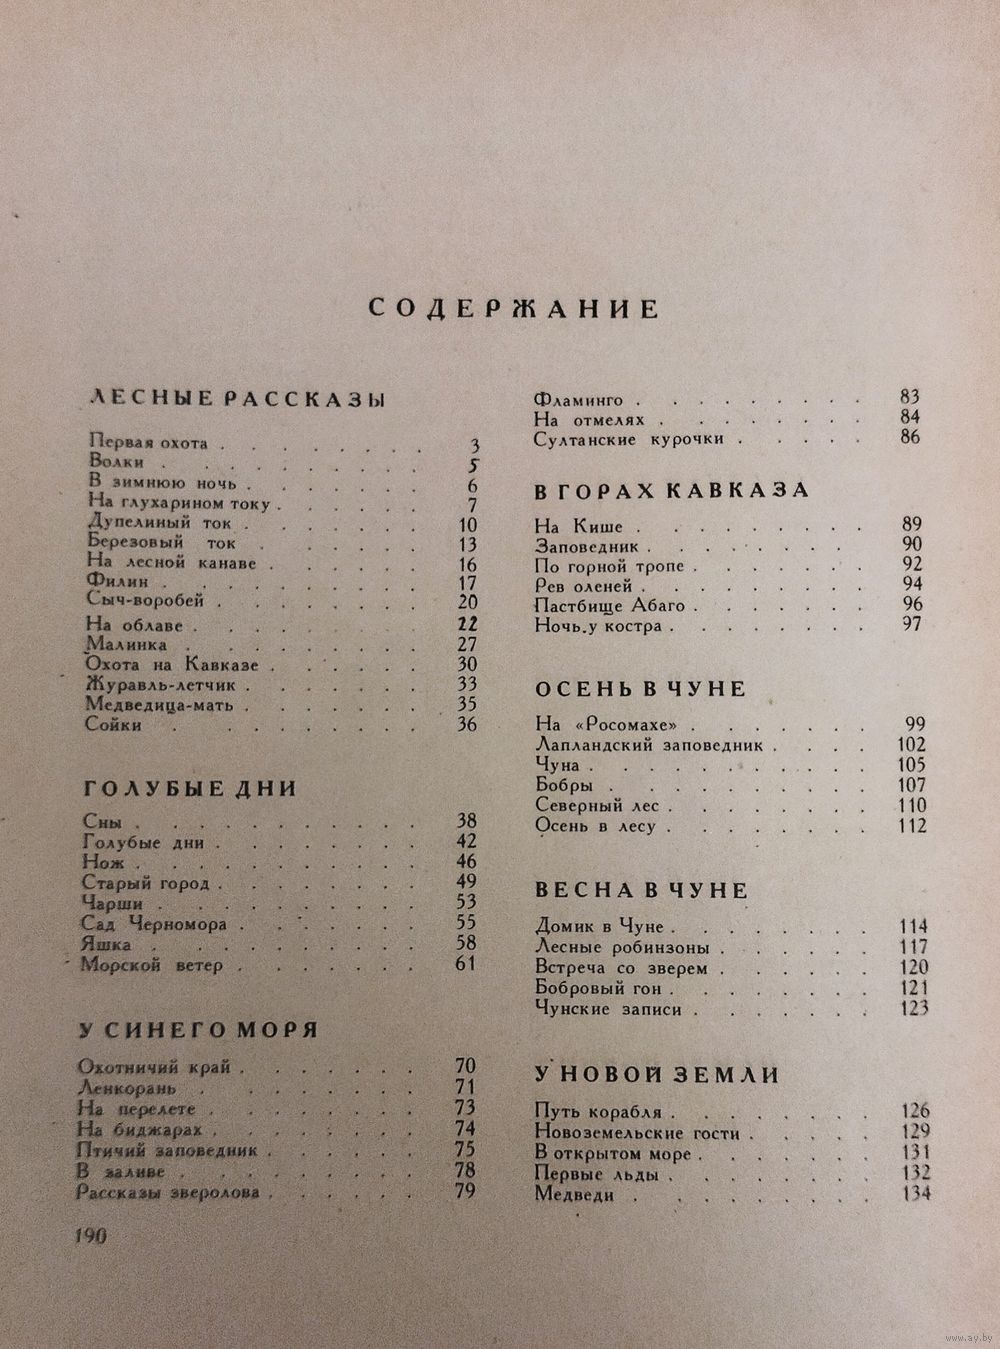 СОДЕРЖАНИЕ
ЛЕСНЫЕ РАССКАЗЫ
Первая охота . . . . . . . 3
Волки . . . . . . . . . 5
В зимнюю ночь . . . . . . 6
На глухарином току . . . . . 7
Дупелиный ток . . . . . . 10
Березовый ток . . . . . . 13
На лесной канаве . . . . . 16
Филин . . . . . . . . . 17
Сыч-воробей . . . . . . . 20
На облаве . . . . . . . . 22
Малинка . . . . . . . . 27
Охота на Кавказе . . . . . 30
Журавль-летчик . . . . . . 33
Медведица-мать . . . . . . 35
Сойки . . . . . . . . 36
ГОЛУБЫЕ ДНИ
Сны . . . . . . . . . . 38
Голубые дни . . . . . . . 42
Нож . . . . . . . . . . 46
Старый город . . . . . . . 49
Чарши . . . . . . . . . 53
Сад Черномора . . . . . . 55
Яшка . . . . . . . . . 58
Морской ветер . . . . . . 61
У СИНЕГО МОРЯ
Охотничий край . . . . . . 70
Ленкорань . . . . . . . 71
На перелете . . . . . . . 73
На биджарах . . . . . . . 74
Птичий заповедник . . . . . 75
В заливе . . . . . . . . 78
Рассказы зверолова . . . . . 79
190
Фламинго . . . . . . . . 83
На отмелях . . . . . . . 84
Султанские курочки . . . . . 86
В ГОРАХ КАВКАЗА
На Кише . . . . . . . . 89
Заповедник . . . . . . . 90
По горной тропе . . . . . . 92
Рев оленей . . . . . . . . 94
Пастбище Абаго . . . . . . 96
Ночь у костра . . . . . . . 97
ОСЕНЬ В ЧУНЕ
На «Росомахе» . . . . . . 99
Лапландский заповедник . . . . 102
Чуна . . . . . . . . . . 105
Бобры . . . . . . . . . 107
Северный лес . . . . . . . 110
Осень в лесу . . . . . . . 112
ВЕСНА В ЧУНЕ
Домик в Чуне . . . . . . . 114
Лесные робинзоны . . . . . 117
Встреча со зверем . . . . . 120
Бобровый гон . . . . . . . 121
Чунские записи . . . . . . 123
У НОВОЙ ЗЕМЛИ
Путь корабля . . . . . . . 126
Новоземельские гости . . . . . 129
В открытом море . . . . . . 131
Первые льды . . . . . . . 132
Медведи . . . . . . . . 134
www.ay.by